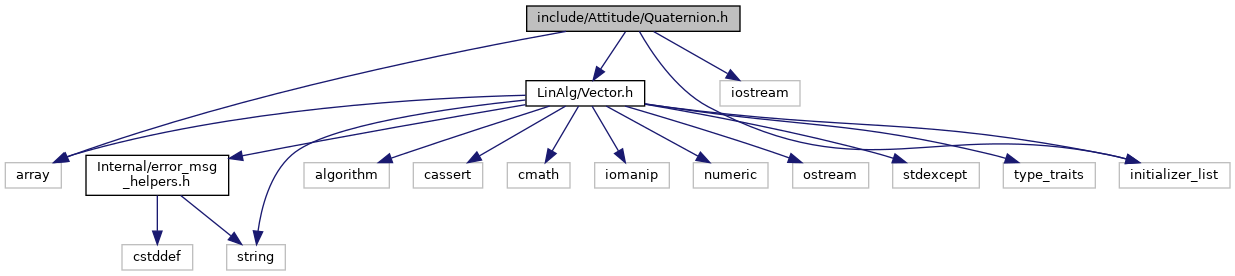 include/Attitude/Quaternion.h
LinAlg/Vector.h
iostream
array
Internal/error_msg
_helpers.h
algorithm
cassert
cmath
iomanip
numeric
ostream
stdexcept
type_traits
initializer_list
cstddef
string